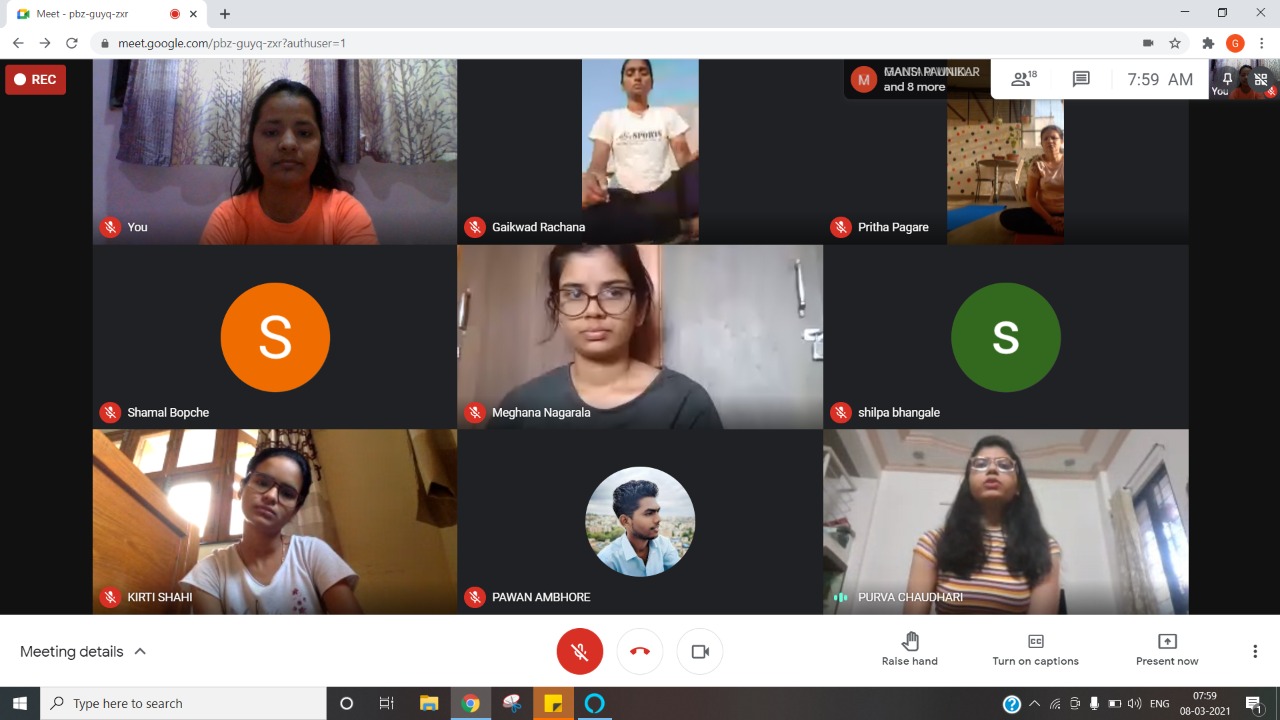 Meet - pbz-guyq-zxr
meet.google.com/pbz-guyq-zxr?authuser=1
G
REC
M
and 8 more
18
7:59 AM
You
You
Gaikwad Rachana
SPORTS
Pritha Pagare
S
Shamal Bopche
Meghana Nagarala
s
shilpa bhangale
KIRTI SHAHI
PAWAN AMBHORE
PURVA CHAUDHARI
Meeting details
Raise hand
CC
Turn on captions
Present now
Type here to search
ENG
07:59
08-03-2021
1